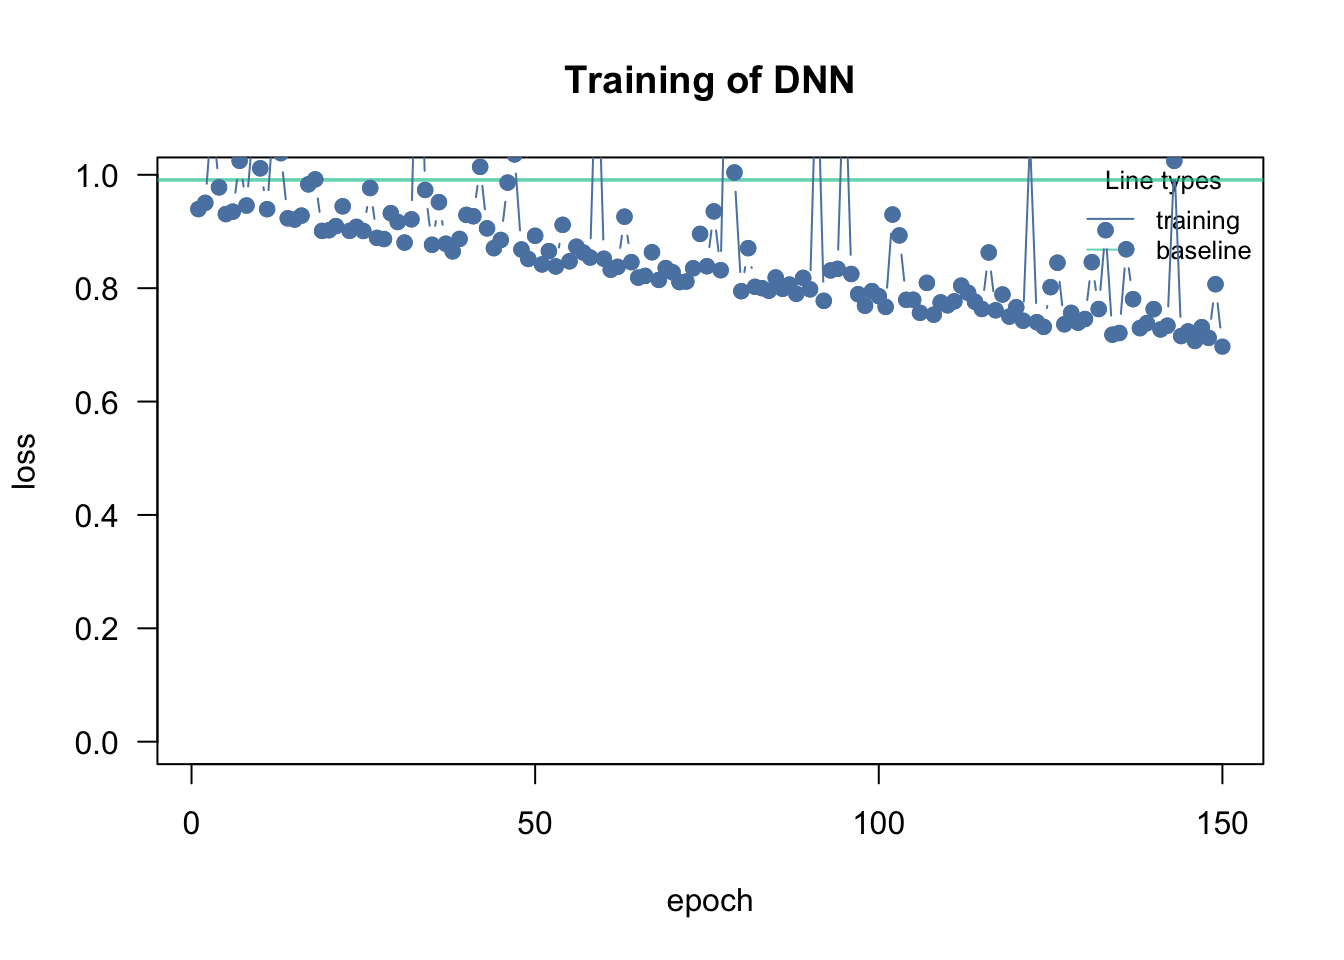 Training of DNN
1.0
0.8
0.6
0.4
0.2
0.0
loss
Line types
training
baseline
0 50 100 150
epoch